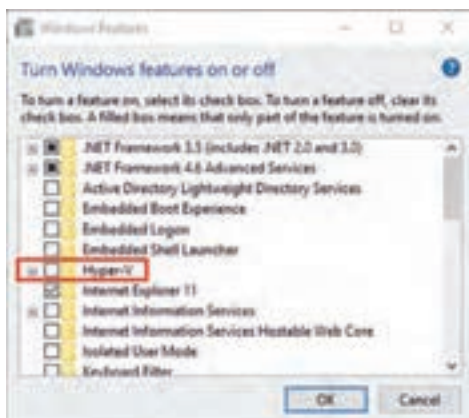 Windows Features
Turn Windows features on or off
To turn a feature on, select its check box. To turn a feature off, clear its
check box. A filled box means that only part of the feature is turned on.
.NET Framework 3.5 (includes .NET 2.0 and 3.0)
.NET Framework 4.6 Advanced Services
Active Directory Lightweight Directory Services
Embedded Boot Experience
Embedded Logon
Embedded Shell Launcher
Hyper-V
Internet Explorer 11
Internet Information Services
Internet Information Services Hostable Web Core
Isolated User Mode
Keyboard Filter
OK Cancel